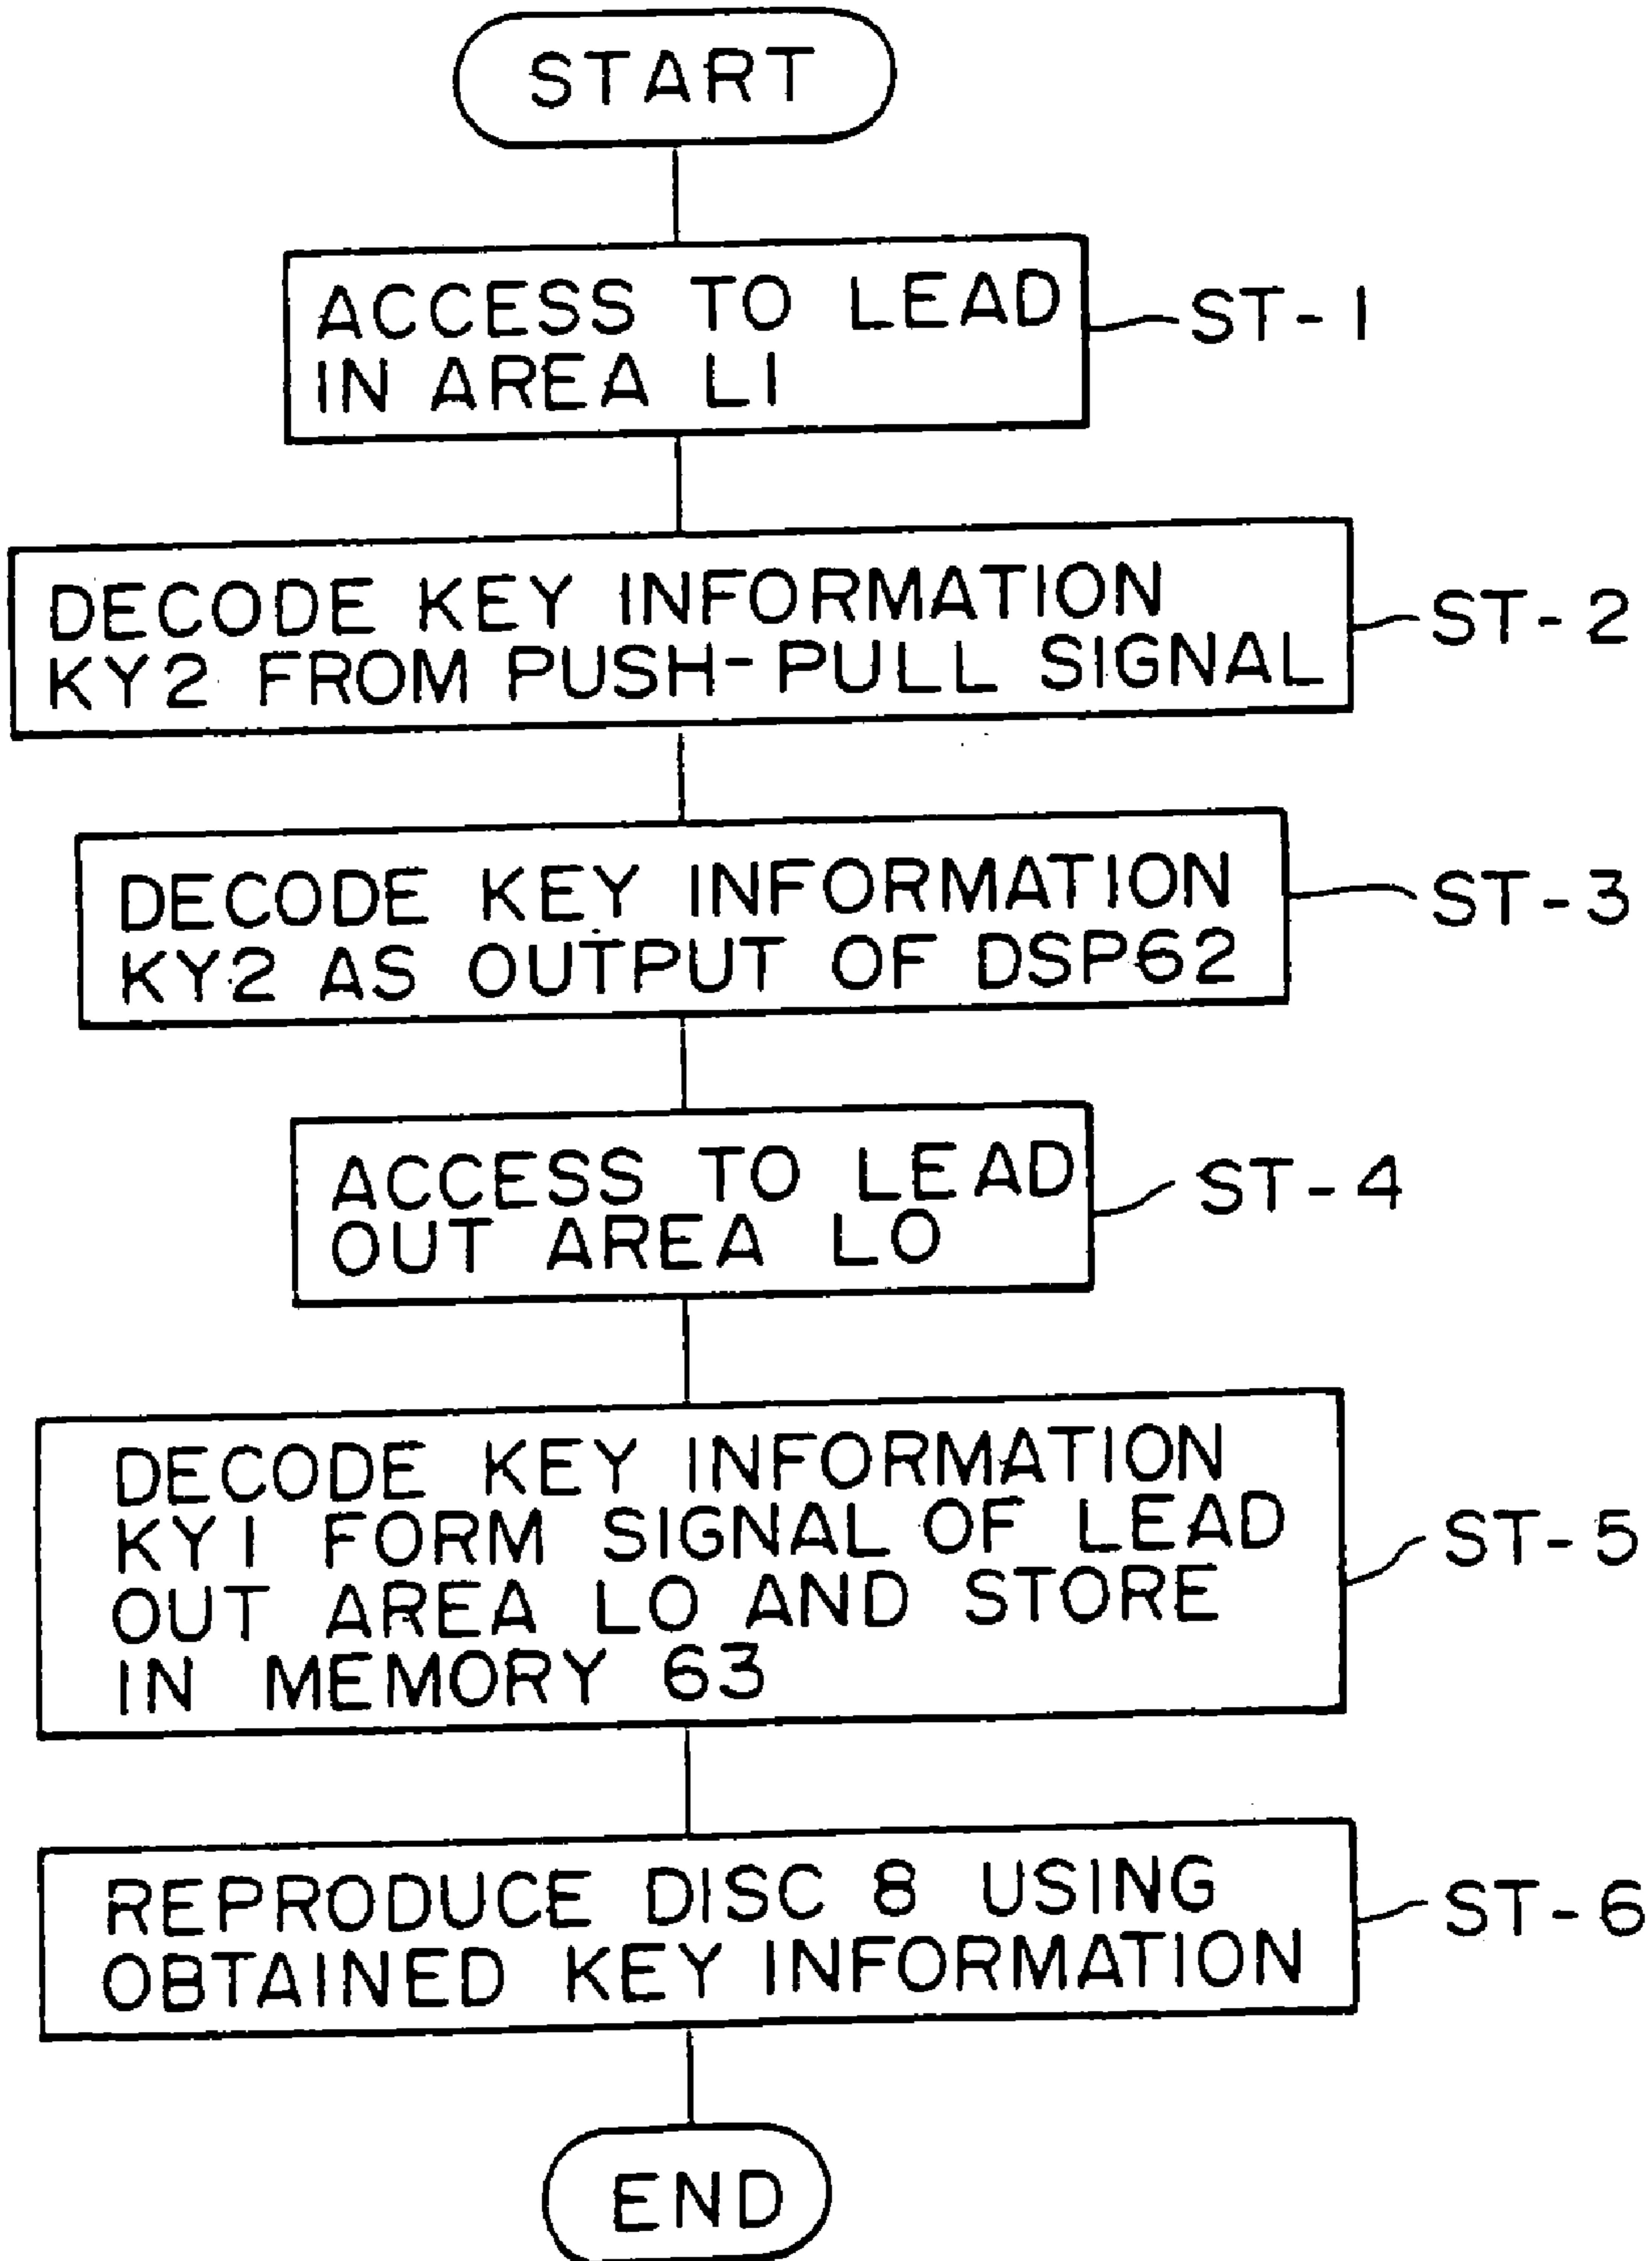 START
ACCESS TO LEAD
IN AREA LI
ST-1
DECODE KEY INFORMATION
KY2 FROM PUSH-PULL SIGNAL
ST-2
DECODE KEY INFORMATION
KY2 AS OUTPUT OF DSP62
ST-3
ACCESS TO LEAD
OUT AREA LO
ST-4
DECODE KEY INFORMATION
KY1 FORM SIGNAL OF LEAD
OUT AREA LO AND STORE
IN MEMORY 63
ST-5
REPRODUCE DISC 8 USING
OBTAINED KEY INFORMATION
ST-6
END